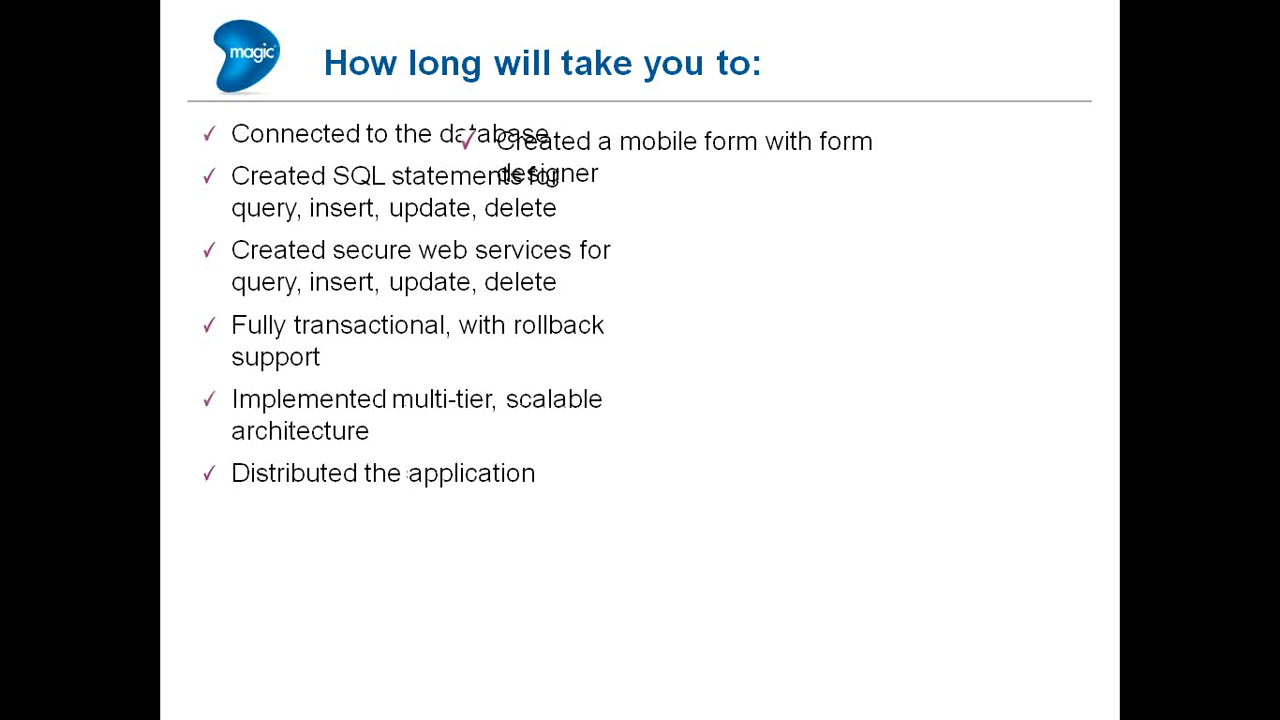 magic
How long will take you to:
✓ Connected to the database
✓ Created SQL statements for
query, insert, update, delete
✓ Created secure web services for
query, insert, update, delete
✓ Fully transactional, with rollback
support
✓ Implemented multi-tier, scalable
architecture
✓ Distributed the application
✓ Created a mobile form with form
designer